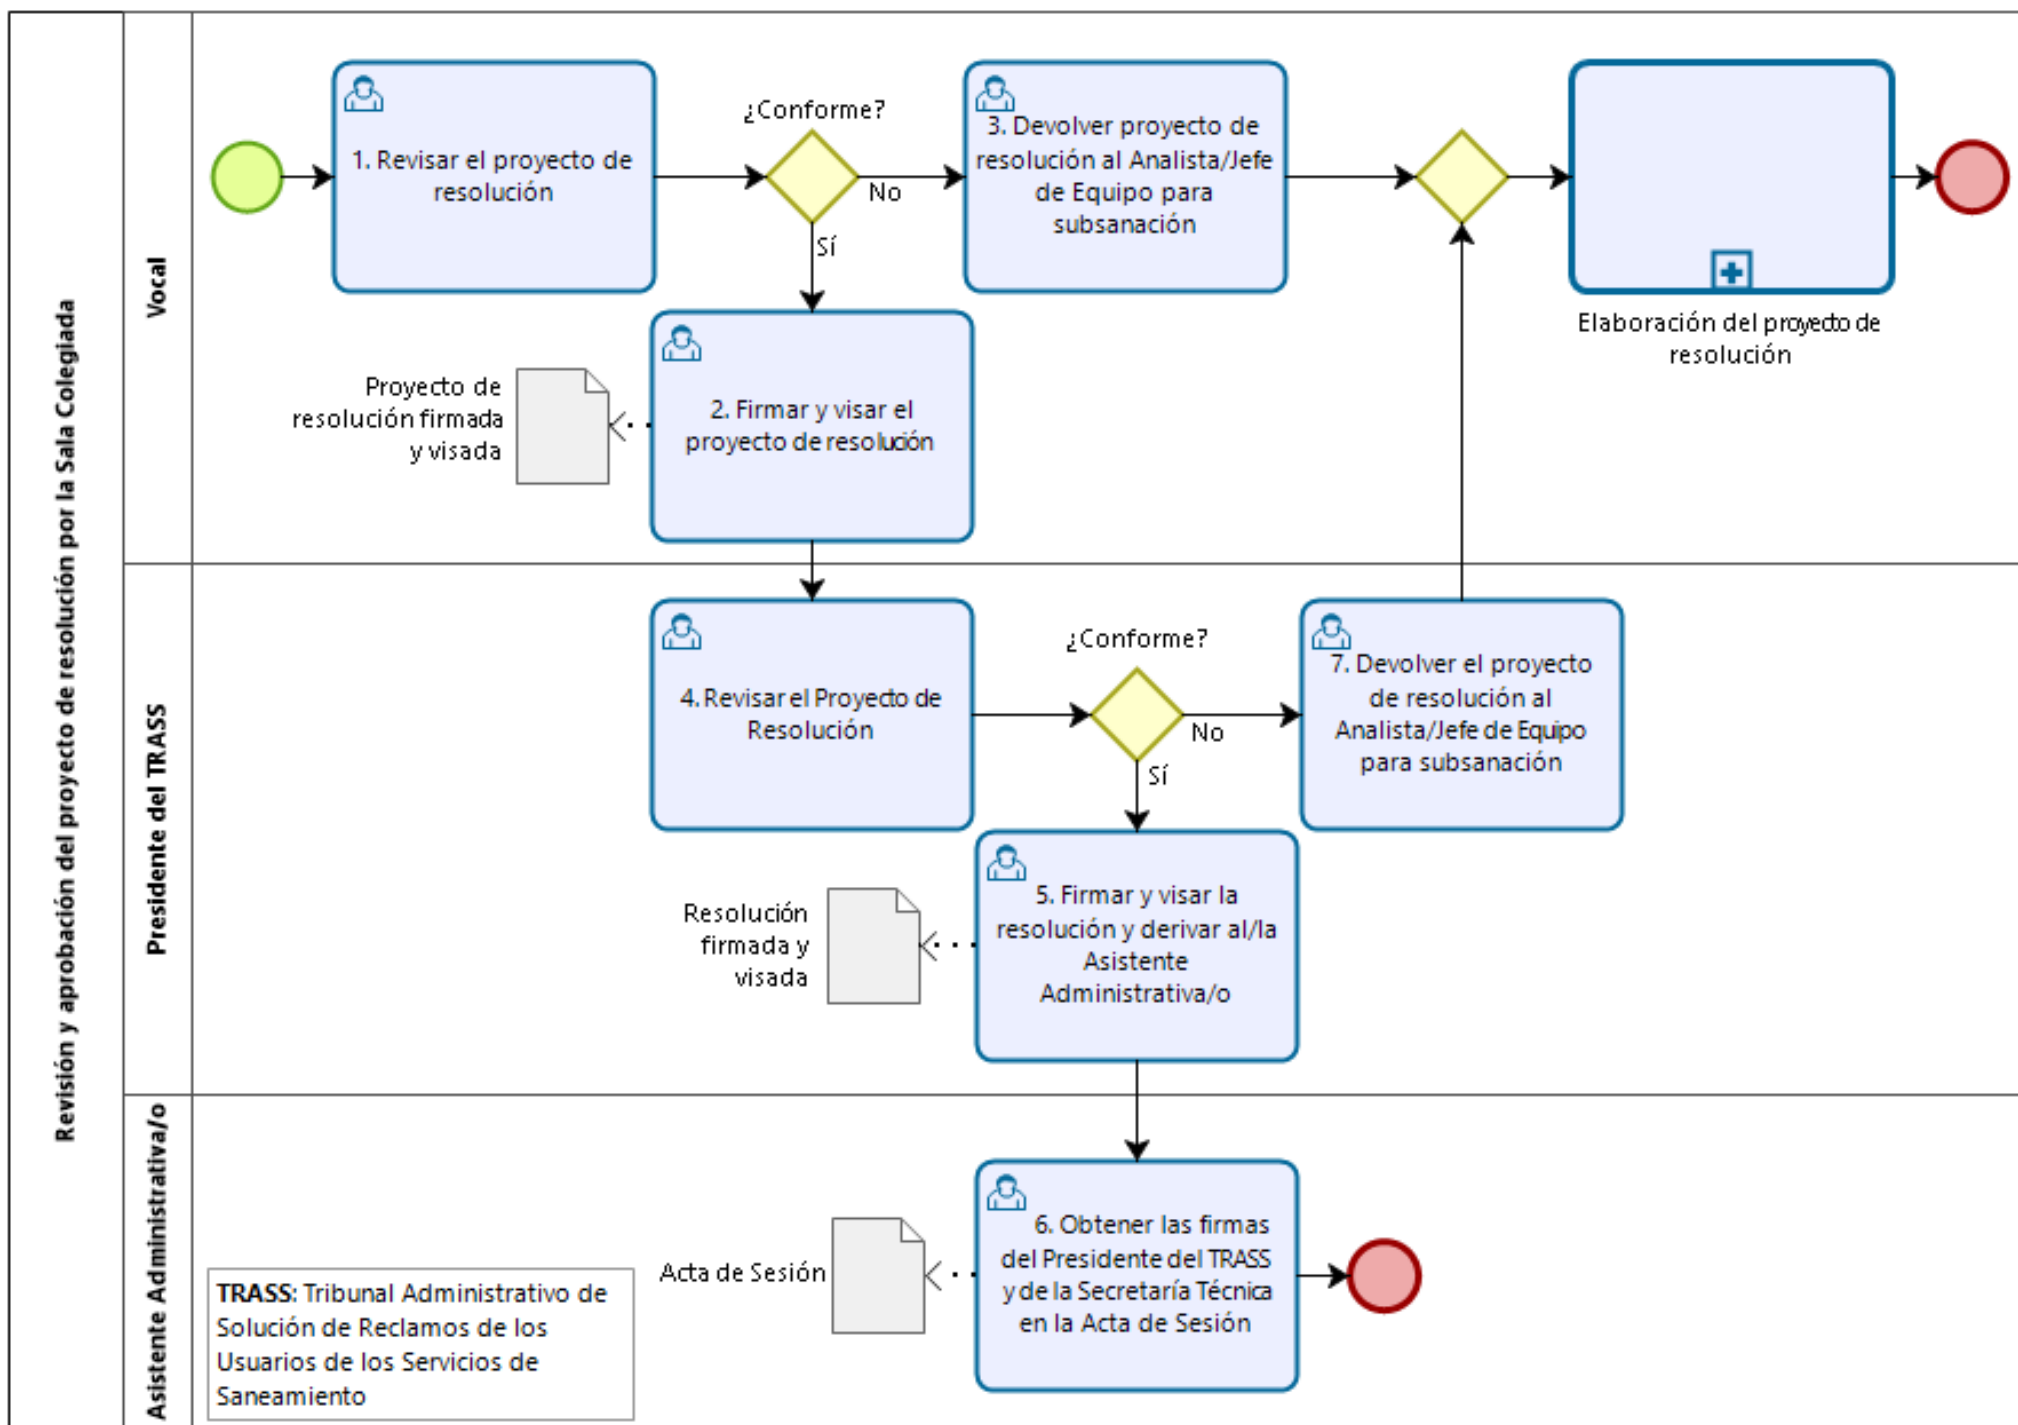 Revisión y aprobación del proyecto de resolución por la Sala Colegiada
Vocal
1. Revisar el proyecto de
resolución
¿Conforme?
No
Sí
3. Devolver proyecto de
resolución al Analista/Jefe
de Equipo para
subsanación
Elaboración del proyecto de
resolución
Proyecto de
resolución firmada
y visada
2. Firmar y visar el
proyecto de resolución
Presidente del TRASS
4. Revisar el Proyecto de
Resolución
¿Conforme?
No
Sí
7. Devolver el proyecto
de resolución al
Analista/Jefe de Equipo
para subsanación
Resolución
firmada y
visada
5. Firmar y visar la
resolución y derivar al/la
Asistente
Administrativa/o
Asistente Administrativa/o
Acta de Sesión
6. Obtener las firmas
del Presidente del TRASS
y de la Secretaría Técnica
en la Acta de Sesión
TRASS: Tribunal Administrativo de
Solución de Reclamos de los
Usuarios de los Servicios de
Saneamiento